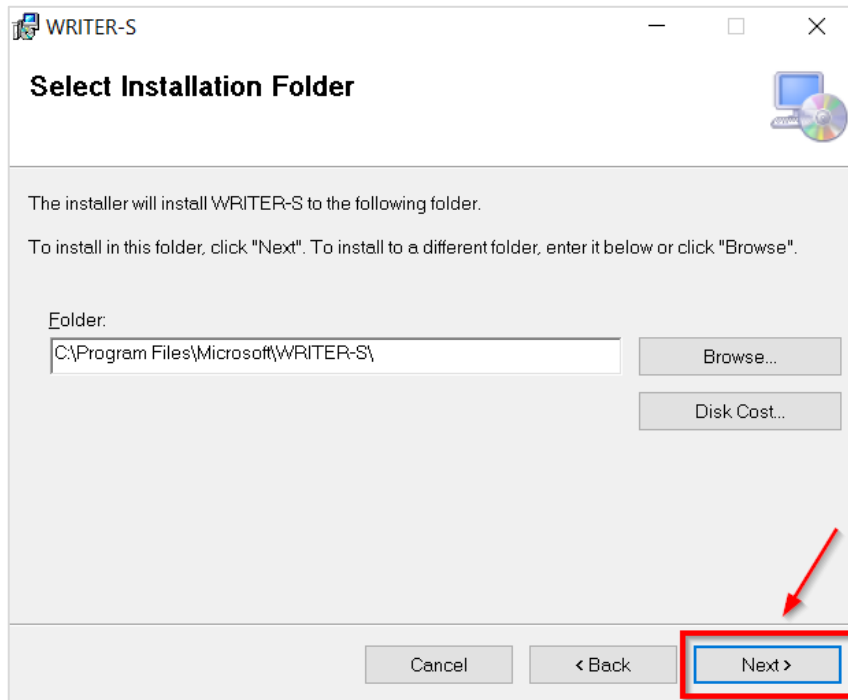 WRITER-S
Select Installation Folder
The installer will install WRITER-S to the following folder.
To install in this folder, click "Next". To install to a different folder, enter it below or click "Browse".
Folder:
C:\Program Files\Microsoft\WRITER-S\
Browse...
Disk Cost...
Cancel
< Back
Next >